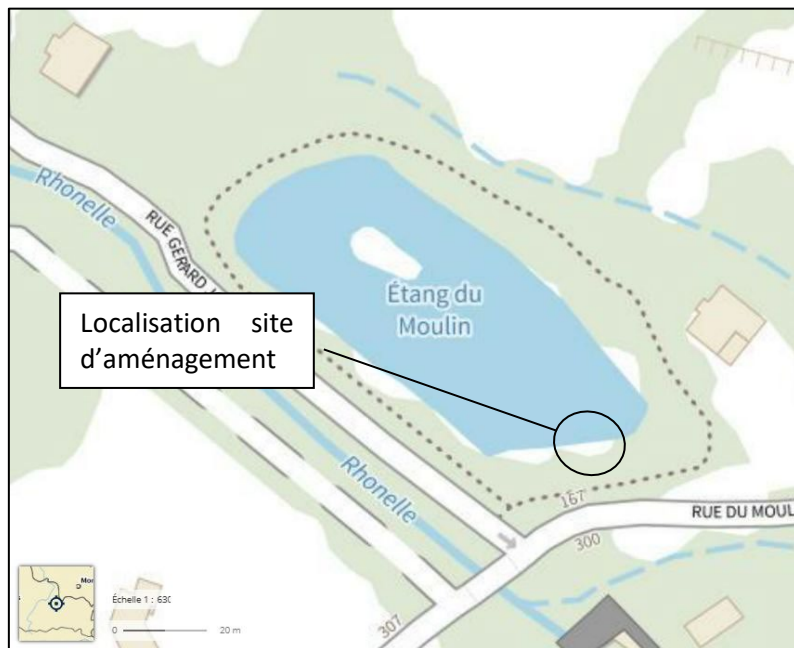 Rhonelle
RUE GERARD
Étang du
Moulin
Localisation site
d’aménagement
Rhonelle
167
RUE DU MOUL
300
307
Échelle 1 : 630
0 20 m